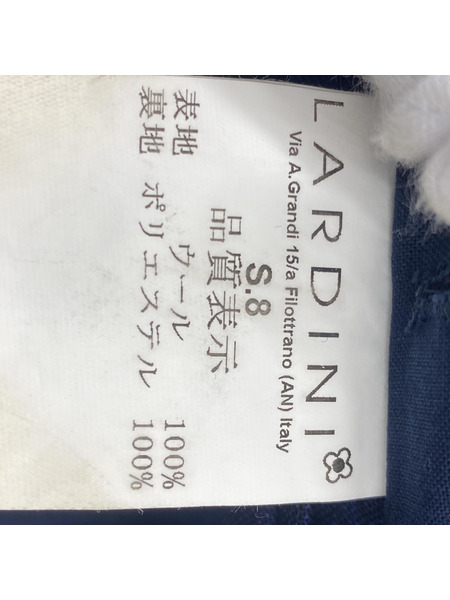 LARDINI
Via A.Grandi 15/a Filottrano (AN) Italy
S.8
品質表示
表地 ウール 100%
裏地 ポリエステル 100%